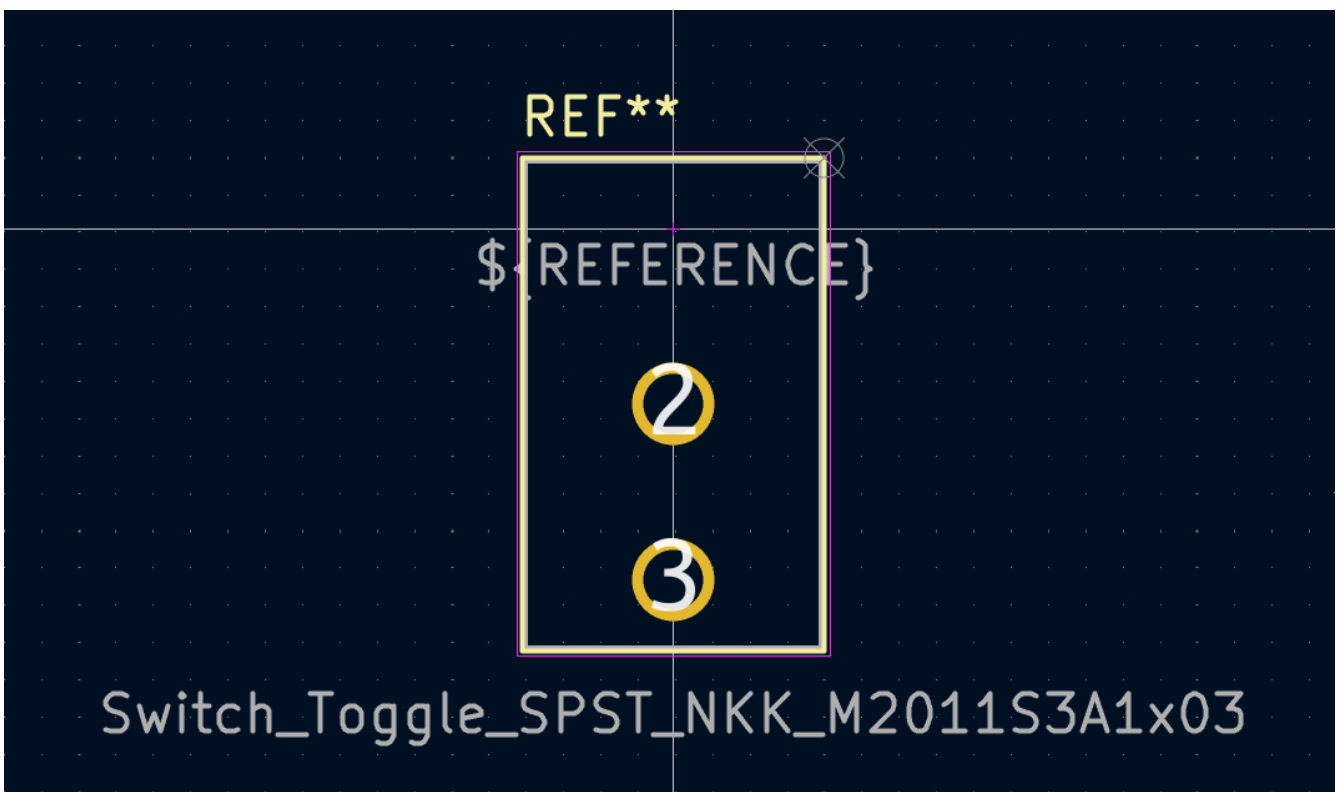 REF**
${REFERENCE}
2
3
Switch_Toggle_SPST_NKK_M2011S3A1x03